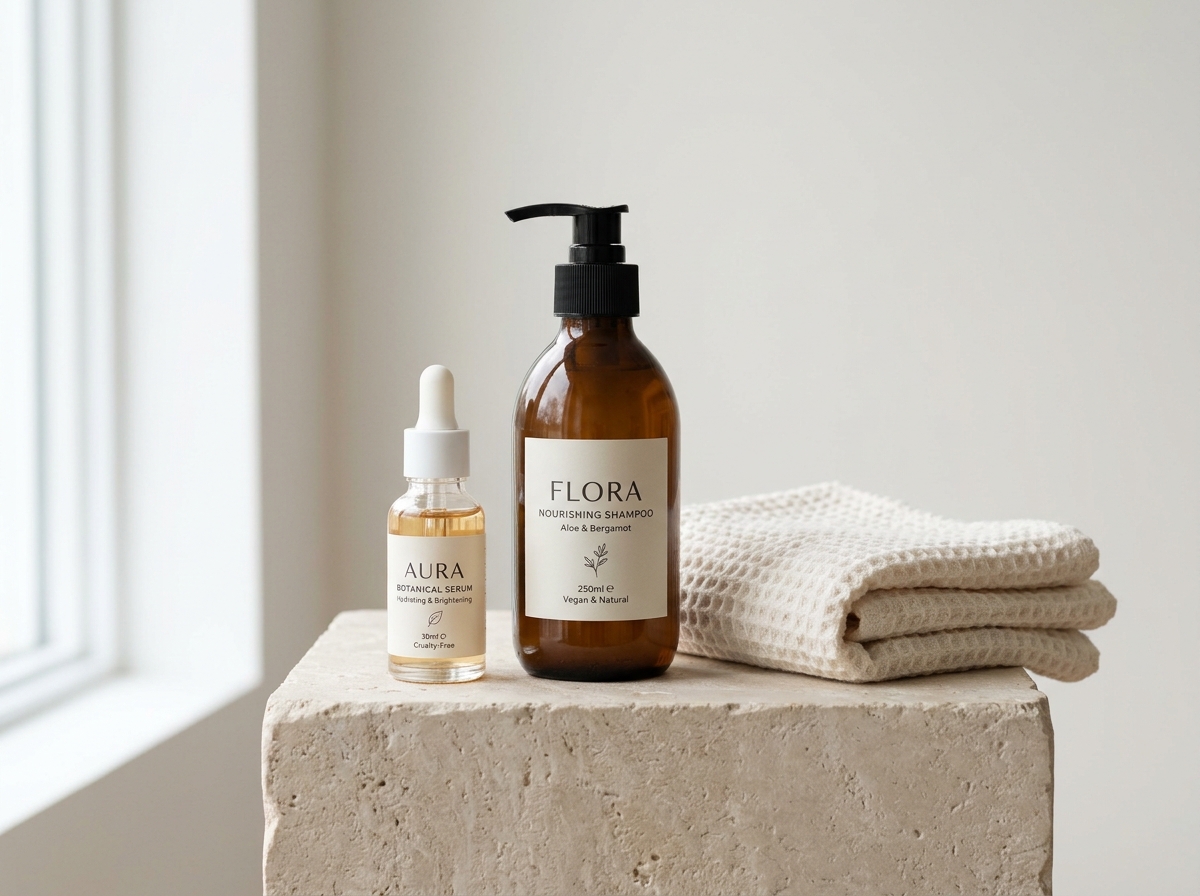 AURA
BOTANICAL SERUM
Hydrating & Brightening
30ml
Cruelty-Free
FLORA
NOURISHING SHAMPOO
Aloe & Bergamot
250ml ℮
Vegan & Natural